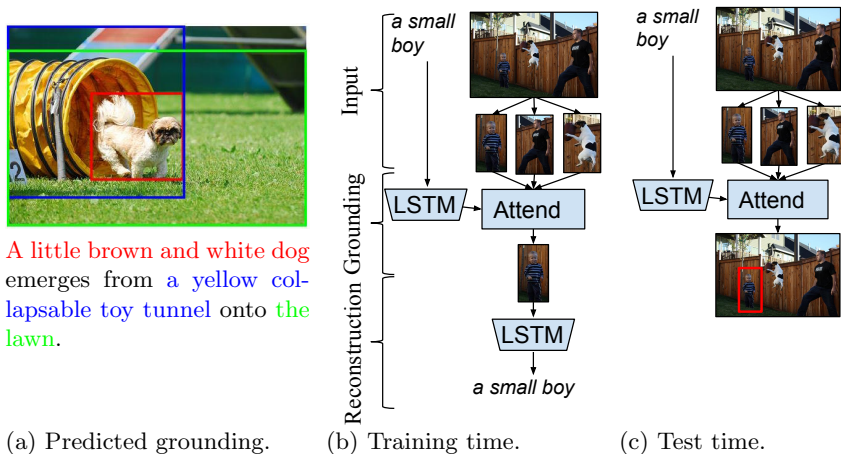 2
A little brown and white dog
emerges from a yellow col-
lapsable toy tunnel onto the
lawn.
(a) Predicted grounding.
Input
Grounding
Reconstruction
a small
boy
LSTM
Attend
LSTM
a small boy
(b) Training time.
a small
boy
LSTM
Attend
(c) Test time.